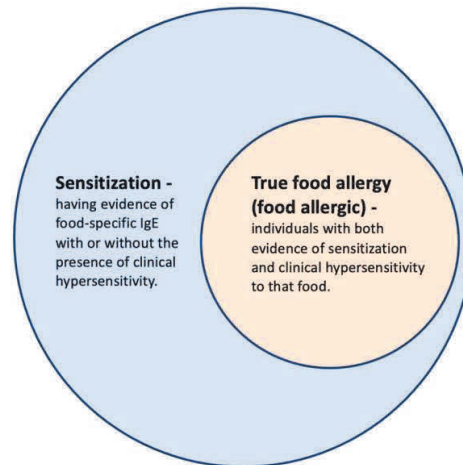 Sensitization -
having evidence of
food-specific IgE
with or without the
presence of clinical
hypersensitivity.
True food allergy
(food allergic) -
individuals with both
evidence of sensitization
and clinical hypersensitivity
to that food.